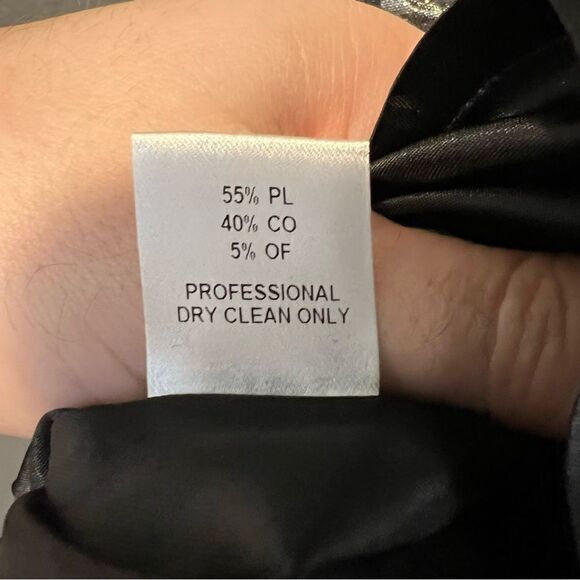 55% PL
40% CO
5% OF
PROFESSIONAL
DRY CLEAN ONLY